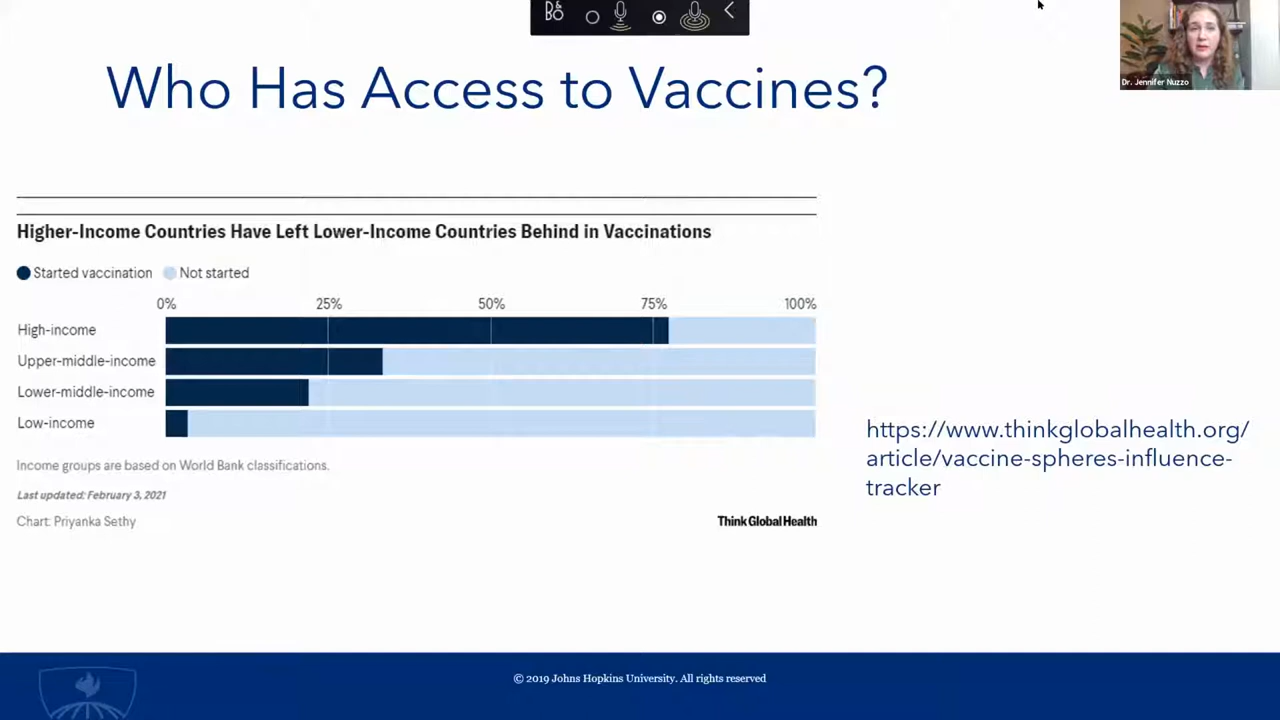 B&O
Dr. Jennifer Nuzzo
Who Has Access to Vaccines?
Higher-Income Countries Have Left Lower-Income Countries Behind in Vaccinations
Started vaccination Not started
0% 25% 50% 75% 100%
High-income
Upper-middle-income
Lower-middle-income
Low-income
Income groups are based on World Bank classifications.
Last updated: February 3, 2021
Chart: Priyanka Sethy
Think Global Health
https://www.thinkglobalhealth.org/
article/vaccine-spheres-influence-
tracker
© 2019 Johns Hopkins University. All rights reserved